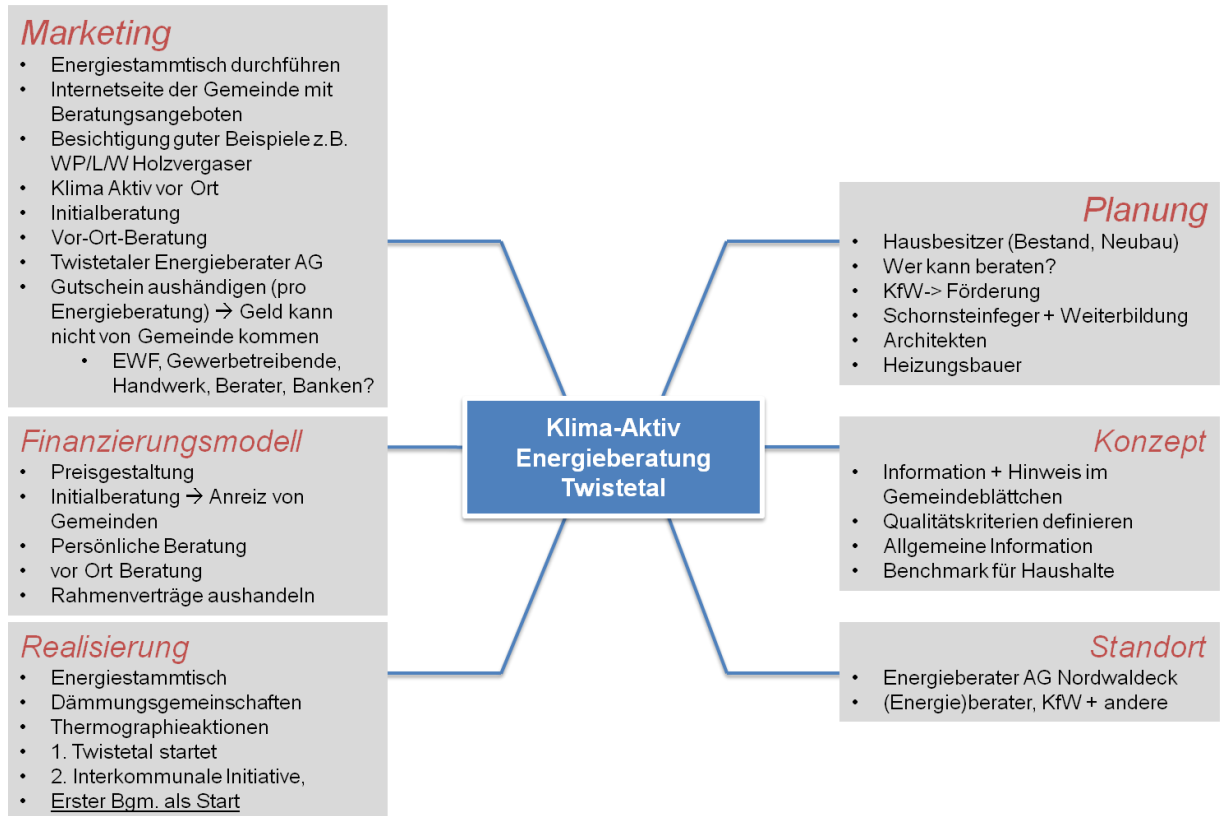 Marketing
• Energiestammtisch durchführen
• Internetseite der Gemeinde mit
Beratungsangeboten
• Besichtigung guter Beispiele z.B.
WP/L/W Holzvergaser
• Klima Aktiv vor Ort
• Initialberatung
• Vor-Ort-Beratung
• Twistetaler Energieberater AG
• Gutschein aushändigen (pro
Energieberatung) → Geld kann
nicht von Gemeinde kommen
• EWF, Gewerbetreibende,
Handwerk, Berater, Banken?
Finanzierungsmodell
• Preisgestaltung
• Initialberatung → Anreiz von
Gemeinden
• Persönliche Beratung
• vor Ort Beratung
• Rahmenverträge aushandeln
Realisierung
• Energiestammtisch
• Dämmungsgemeinschaften
• Thermographieaktionen
• 1. Twistetal startet
• 2. Interkommunale Initiative,
• Erster Bgm. als Start
Klima-Aktiv
Energieberatung
Twistetal
Planung
• Hausbesitzer (Bestand, Neubau)
• Wer kann beraten?
• KfW-> Förderung
• Schornsteinfeger + Weiterbildung
• Architekten
• Heizungsbauer
Konzept
• Information + Hinweis im
Gemeindeblättchen
• Qualitätskriterien definieren
• Allgemeine Information
• Benchmark für Haushalte
Standort
• Energieberater AG Nordwaldeck
• (Energie)berater, KfW + andere